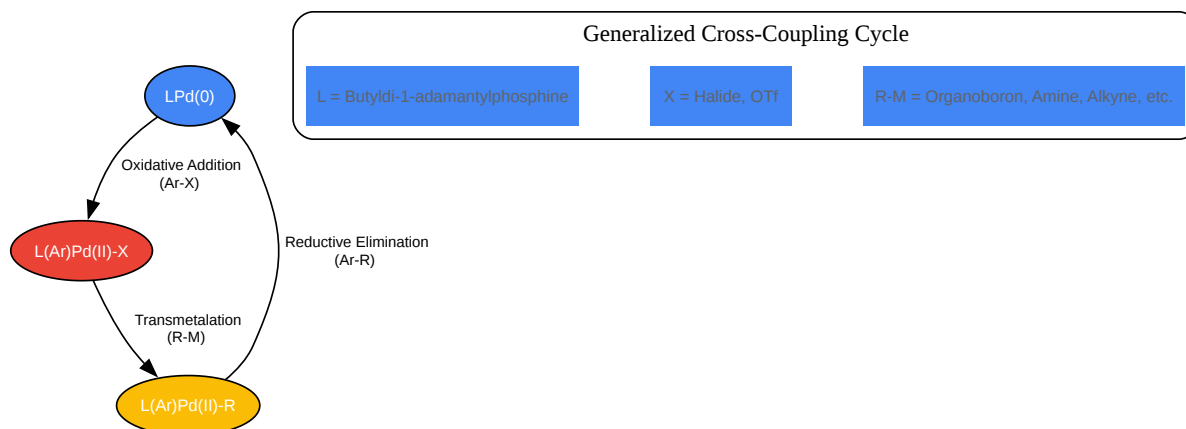 Generalized Cross-Coupling Cycle
L = Butyldi-1-adamantylphosphine
X = Halide, OTf
R-M = Organoboron, Amine, Alkyne, etc.
LPd(0)
Oxidative Addition
(Ar-X)
L(Ar)Pd(II)-X
Reductive Elimination
(Ar-R)
Transmetalation
(R-M)
L(Ar)Pd(II)-R